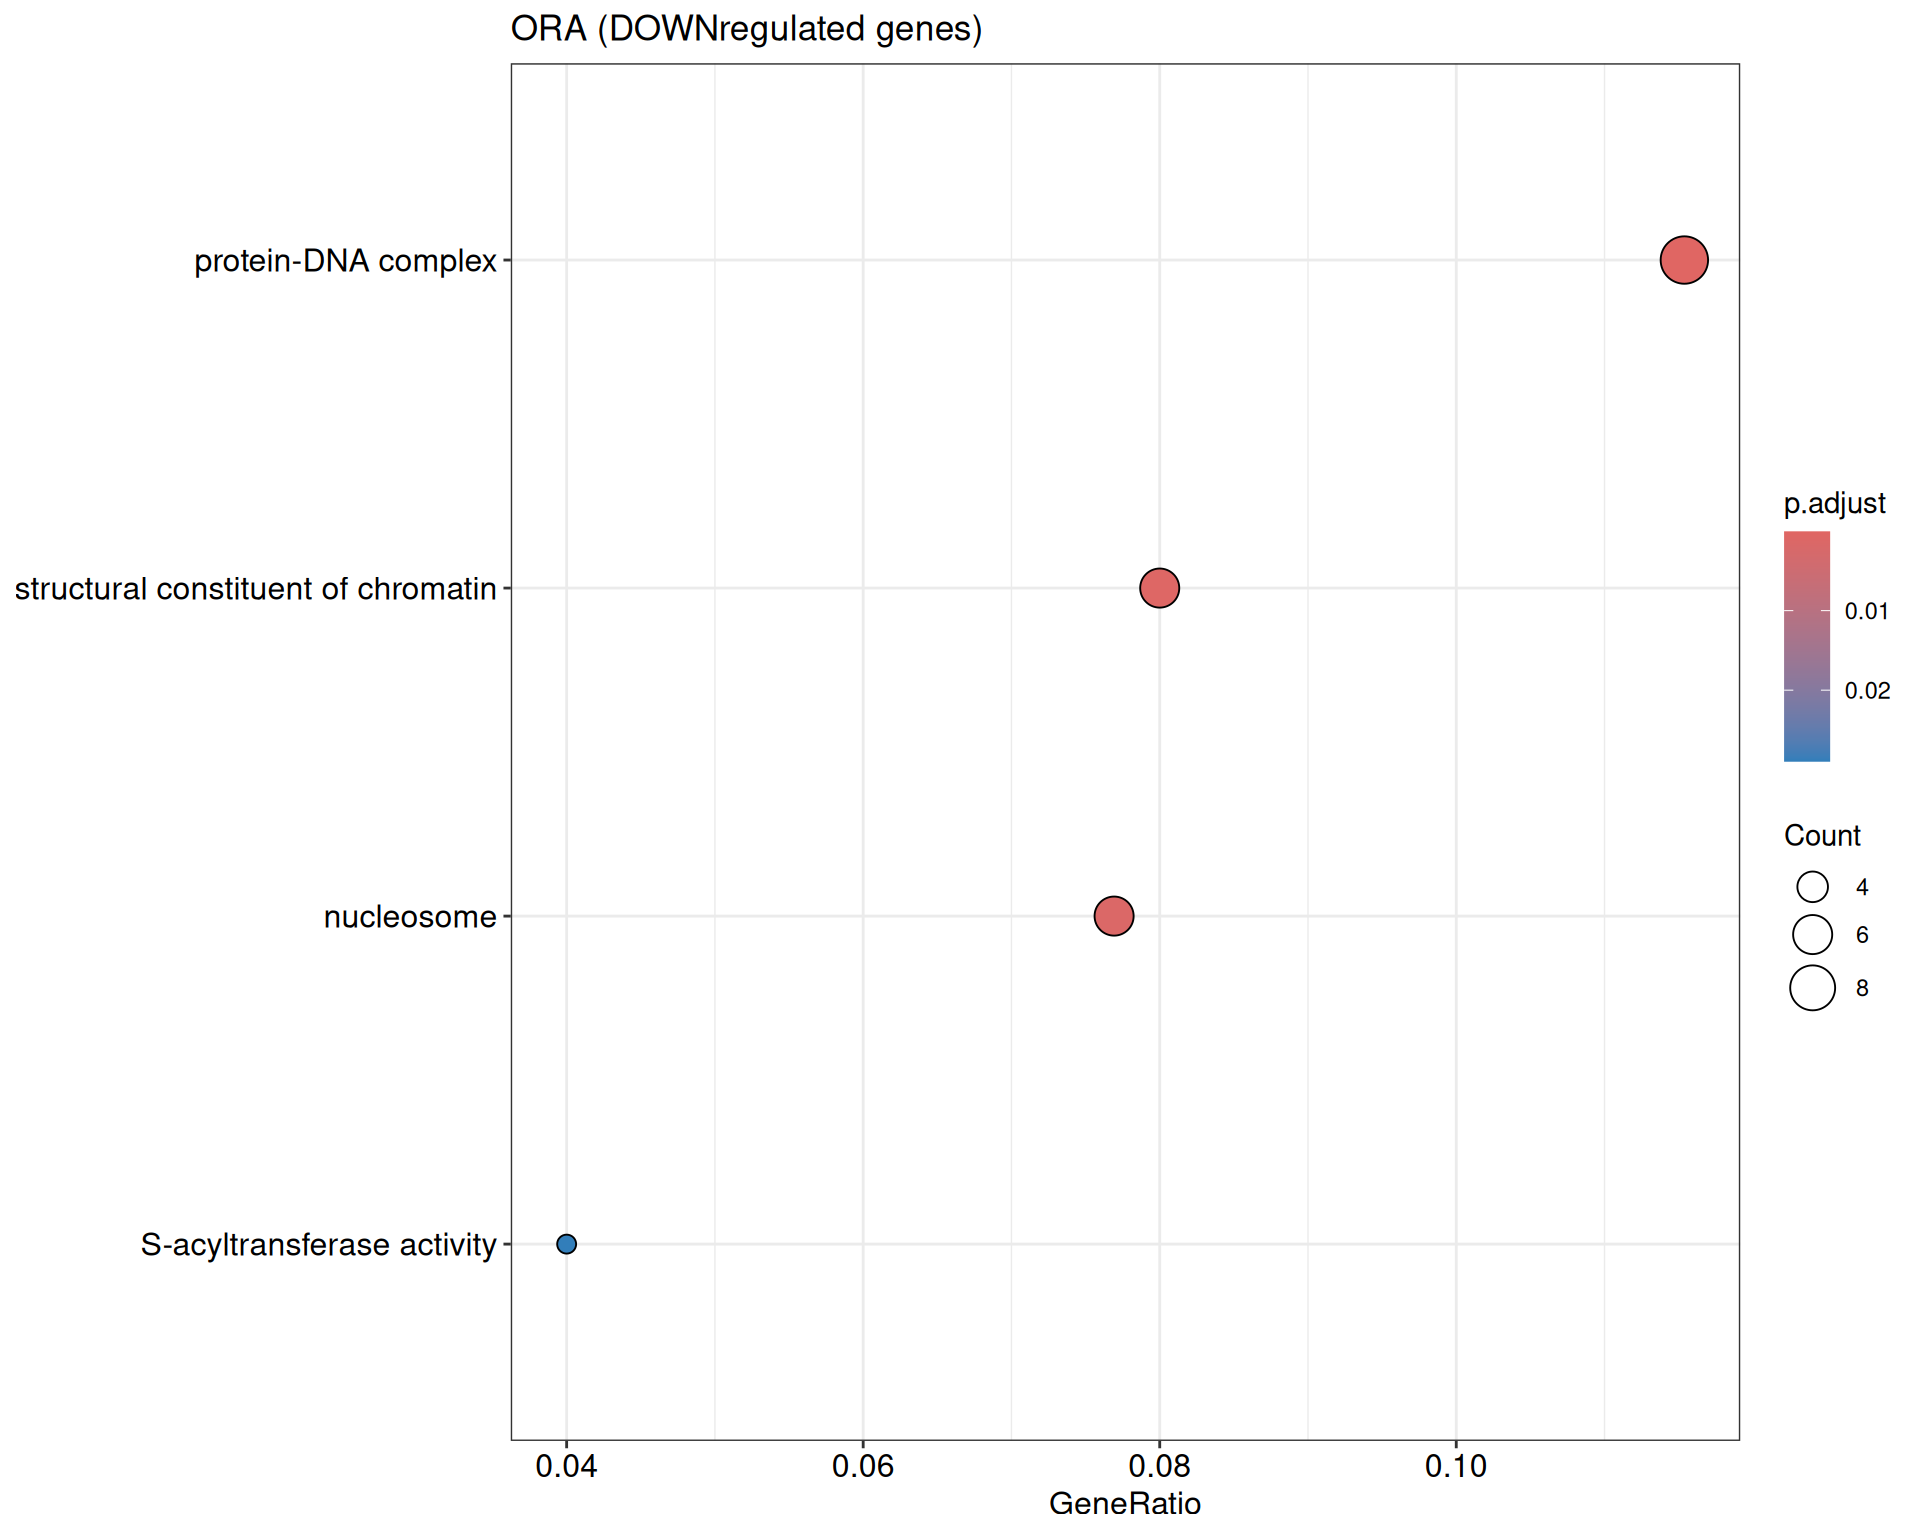 ORA (DOWNregulated genes)
protein-DNA complex
structural constituent of chromatin
nucleosome
S-acyltransferase activity
0.04
0.06
0.08
0.10
GeneRatio
p.adjust
0.01
0.02
Count
4
6
8